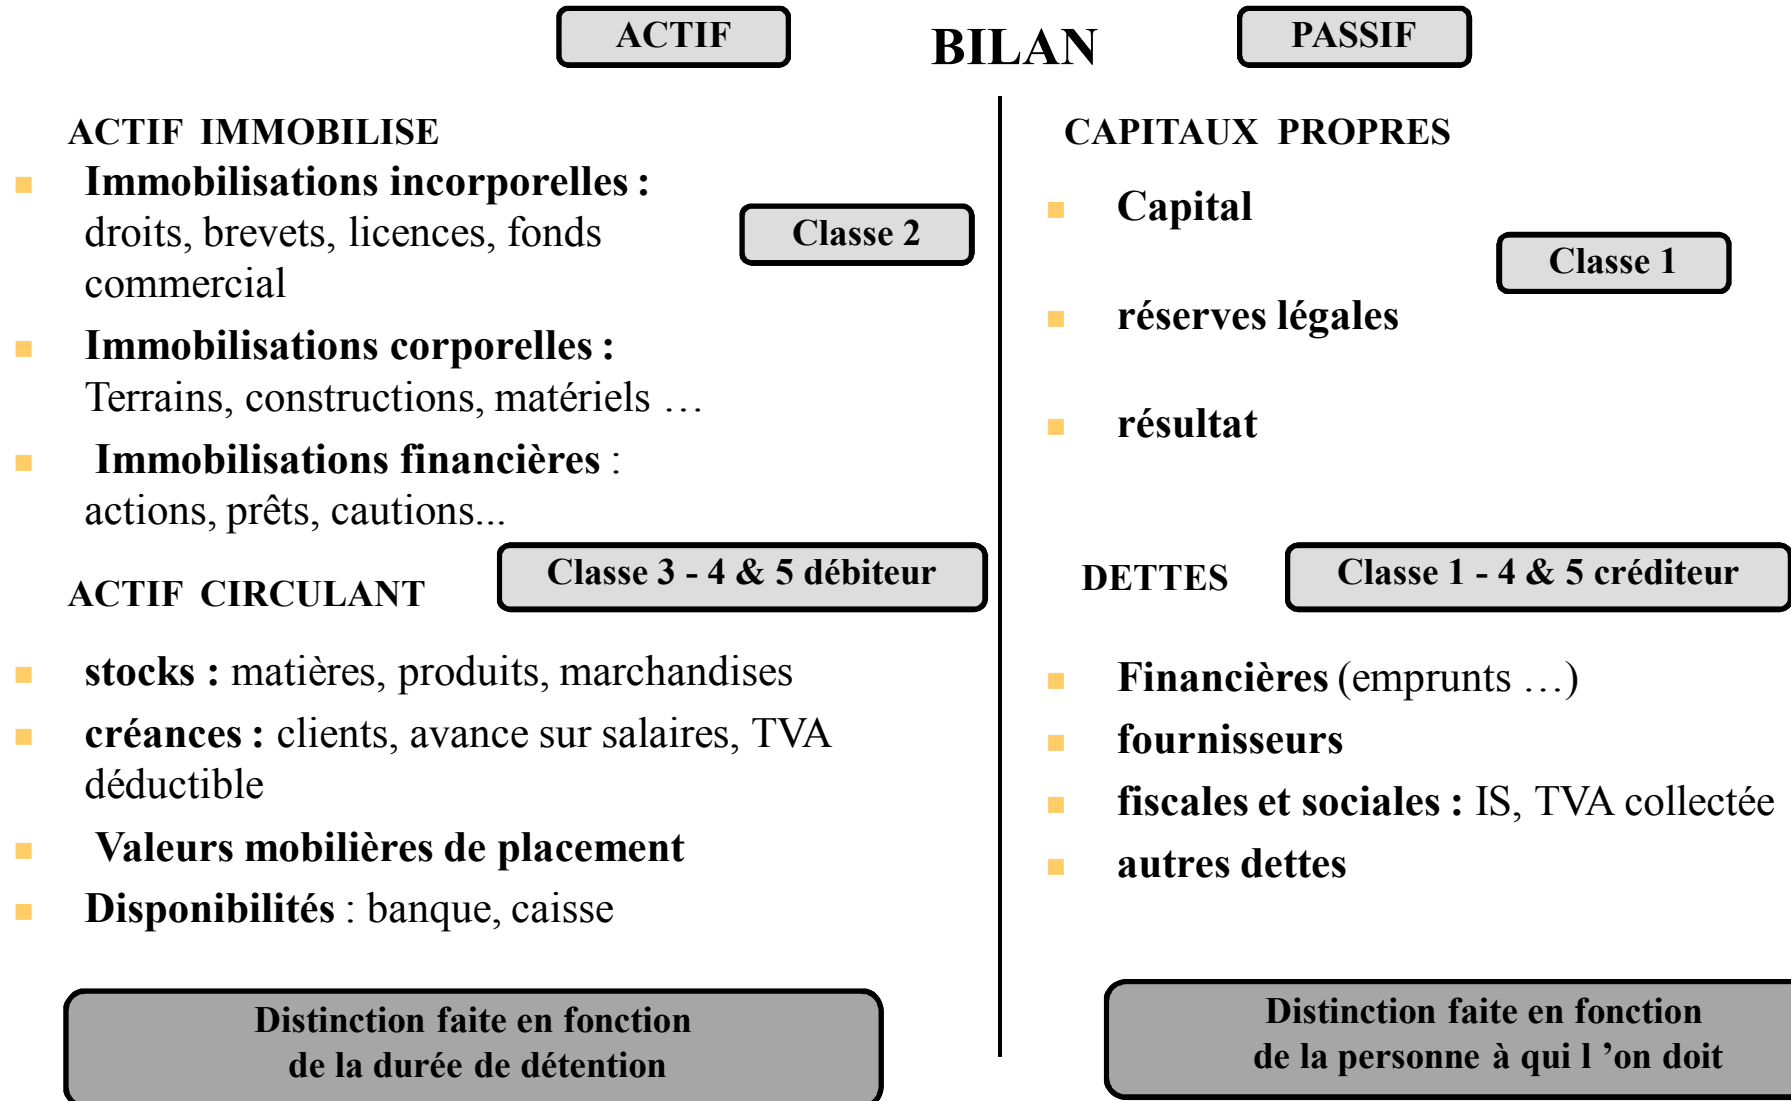 ACTIF
BILAN
PASSIF
ACTIF IMMOBILISE
Immobilisations incorporelles :
droits, brevets, licences, fonds
commercial
Classe 2
Immobilisations corporelles :
Terrains, constructions, matériels …
Immobilisations financières :
actions, prêts, cautions...
ACTIF CIRCULANT
Classe 3 - 4 & 5 débiteur
stocks : matières, produits, marchandises
créances : clients, avance sur salaires, TVA
déductible
Valeurs mobilières de placement
Disponibilités : banque, caisse
Distinction faite en fonction
de la durée de détention
CAPITAUX PROPRES
Capital
Classe 1
réserves légales
résultat
DETTES
Classe 1 - 4 & 5 créditeur
Financières (emprunts …)
fournisseurs
fiscales et sociales : IS, TVA collectée
autres dettes
Distinction faite en fonction
de la personne à qui l ’on doit